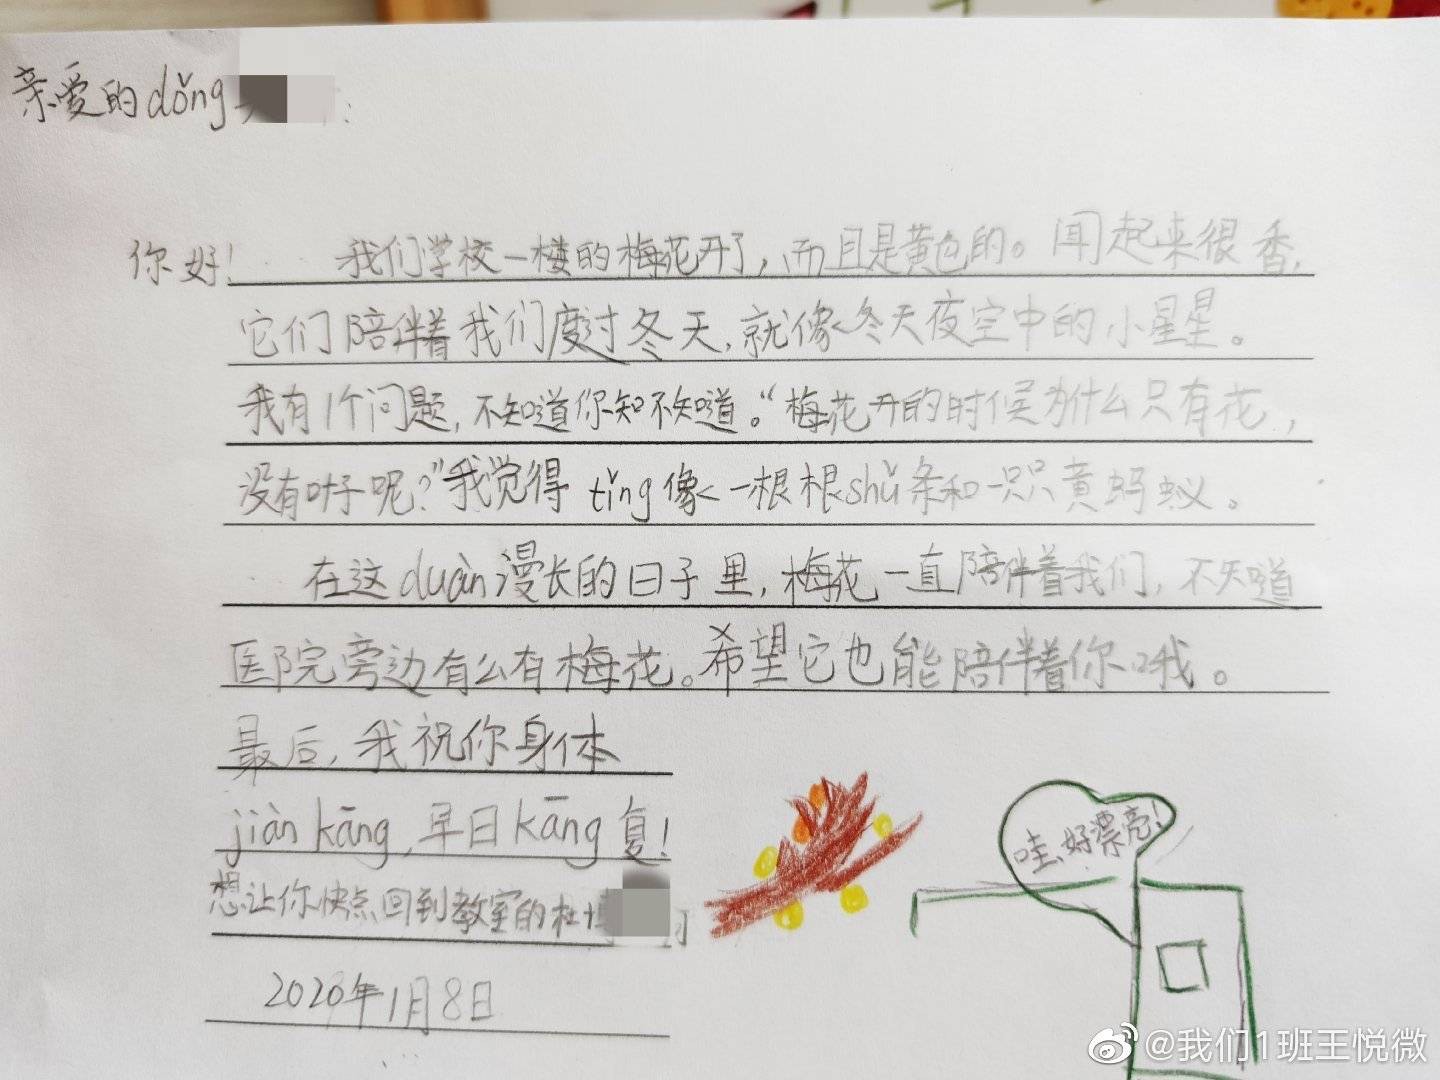 亲爱的dǒng
你好！ 我们学校一楼的梅花开了，而且是黄色的。闻起来很香，
它们陪伴着我们度过冬天，就像冬天夜空中的小星星。
我有1个问题，不知道你知不知道。“梅花开的时候为什么只有花，
没有叶子呢？”我觉得tǐng像一根根shù条和一只只黄蚂蚁。
在这duàn漫长的日子里，梅花一直陪伴着我们，不知道
医院旁边有么有梅花。希望它也能陪伴着你哦。
最后，我祝你身体
jiàn kāng，早日kāng复！
想让你快点回到教室的杜
2020年1月8日
哇、好漂亮！
@我们1班王悦微